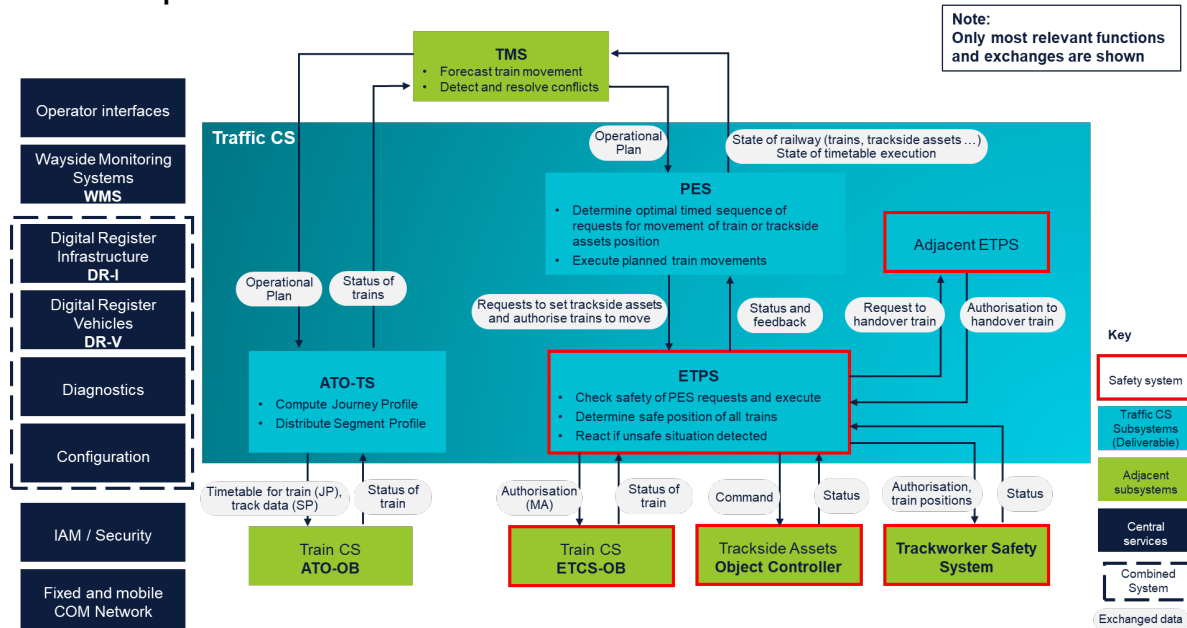 Note:
Only most relevant functions
and exchanges are shown
TMS
• Forecast train movement
• Detect and resolve conflicts
Operator interfaces
Wayside Monitoring
Systems
WMS
Digital Register
Infrastructure
DR-I
Digital Register
Vehicles
DR-V
Diagnostics
Configuration
IAM / Security
Fixed and mobile
COM Network
Traffic CS
Operational
Plan
State of railway (trains, trackside assets ...)
State of timetable execution
PES
• Determine optimal timed sequence of
requests for movement of train or trackside
assets position
• Execute planned train movements
Adjacent ETPS
Operational
Plan
Status of
trains
Requests to set trackside assets
and authorise trains to move
Status and
feedback
Request to
handover train
Authorisation to
handover train
ATO-TS
• Compute Journey Profile
• Distribute Segment Profile
ETPS
• Check safety of PES requests and execute
• Determine safe position of all trains
• React if unsafe situation detected
Timetable for train (JP),
track data (SP)
Status of
train
Authorisation
(MA)
Status of
train
Command
Status
Authorisation,
train positions
Status
Train CS
ATO-OB
Train CS
ETCS-OB
Trackside Assets
Object Controller
Trackworker Safety
System
Key
Safety system
Traffic CS
Subsystems
(Deliverable)
Adjacent
subsystems
Central
services
Combined
System
Exchanged data